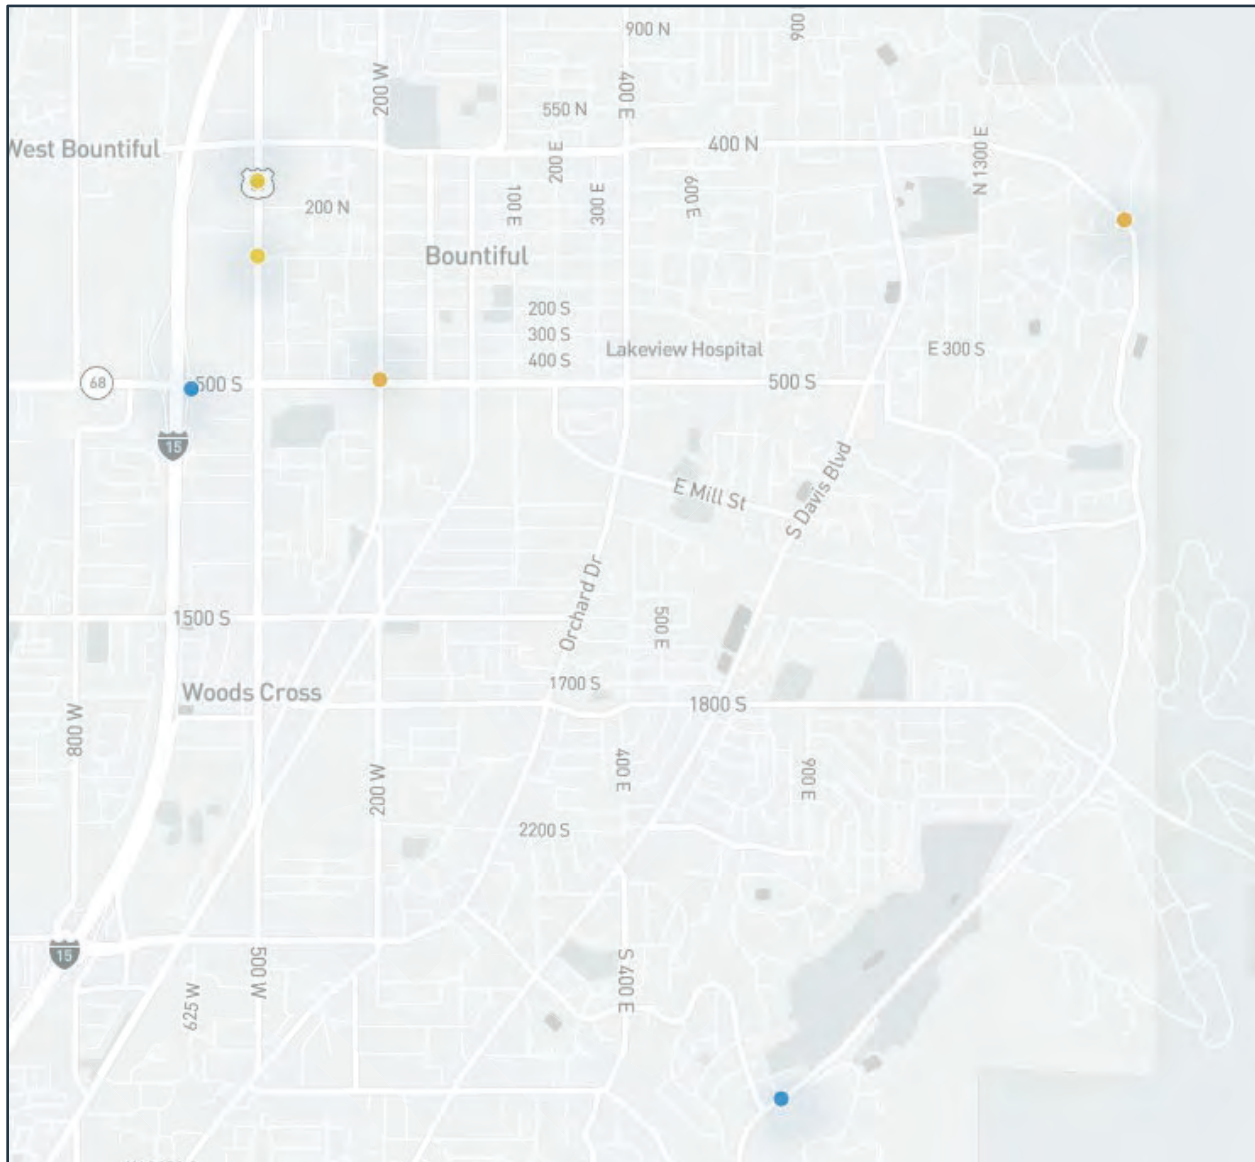 900 N
900
200 W
400 E
550 N
West Bountiful
400 N
200 E
N 1300 E
200 N
100 E
300 E
600 E
Bountiful
200 S
300 S
400 S
Lakeview Hospital
E 300 S
68
500 S
500 S
15
E Mill St
S Davis Blvd
Orchard Dr
1500 S
500 E
1700 S
Woods Cross
1800 S
800 W
200 W
400 E
900 E
2200 S
15
500 W
S 400 E
625 W